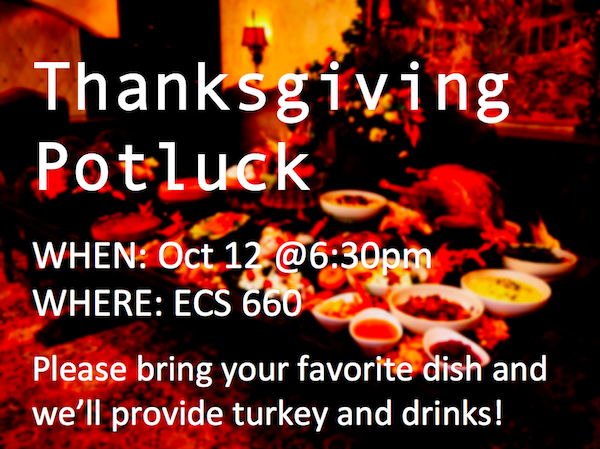 Thanksgiving
Potluck
WHEN: Oct 12 @6:30pm
WHERE: ECS 660
Please bring your favorite dish and
we’ll provide turkey and drinks!